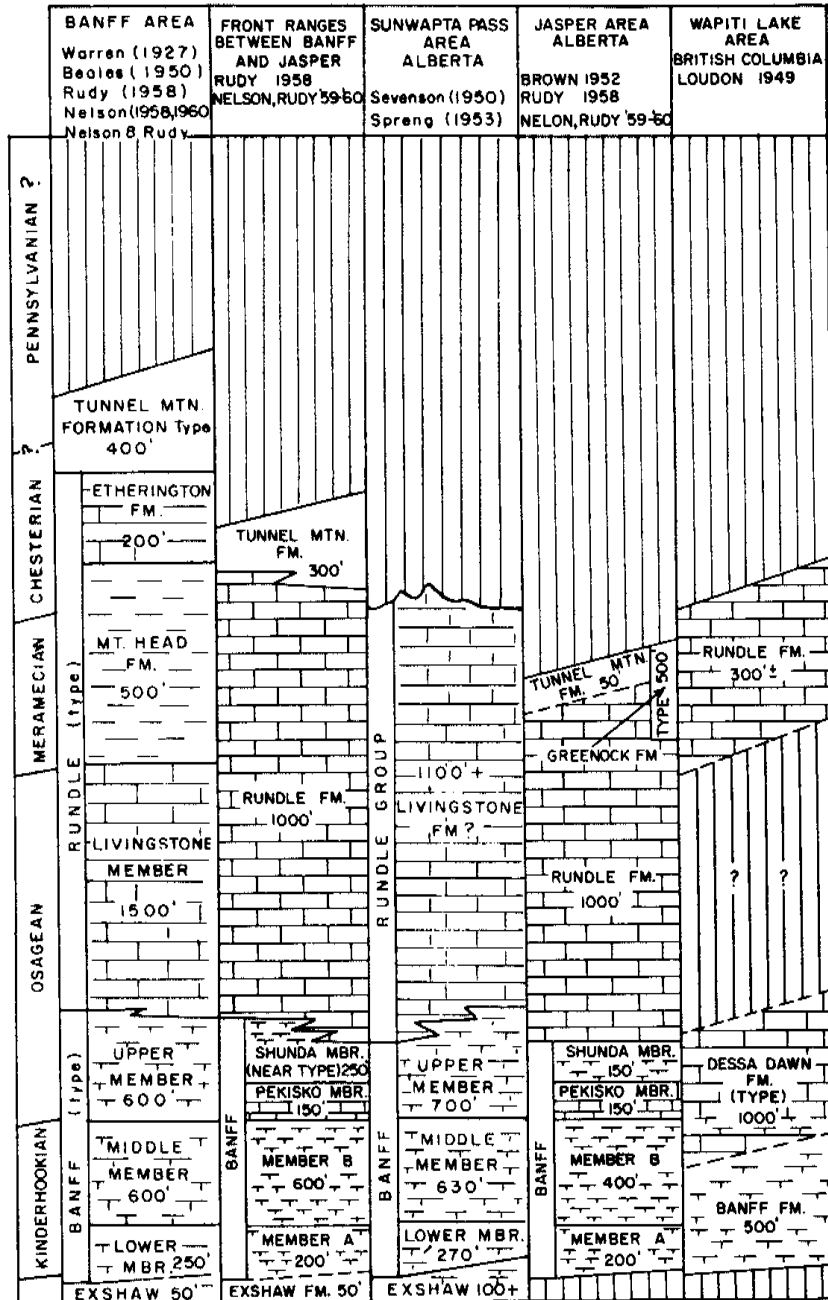 BANFF AREA
Warren (1927)
Beales (1950)
Rudy (1958)
Nelson (1958,1960)
Nelson & Rudy
FRONT RANGES
BETWEEN BANFF
AND JASPER
RUDY 1958
NELSON, RUDY '59-60
SUNWAPTA PASS
AREA
ALBERTA
Sevenson (1950)
Spreng (1953)
JASPER AREA
ALBERTA
BROWN 1952
RUDY 1958
NELON, RUDY '59-60
WAPITI LAKE
AREA
BRITISH COLUMBIA
LOUDON 1949
PENNSYLVANIAN ?
?
CHESTERIAN
MERAMECIAN
OSAGEAN
KINDERHOOKIAN
TUNNEL MTN.
FORMATION Type
400'
RUNDLE (type)
ETHERINGTON
FM.
200'
MT. HEAD
FM.
500'
LIVINGSTONE
MEMBER
1500'
BANFF (type)
UPPER
MEMBER
600'
MIDDLE
MEMBER
600'
LOWER
MBR. 250'
EXSHAW 50'
TUNNEL MTN.
FM.
300'
RUNDLE FM.
1000'
BANFF
SHUNDA MBR.
(NEAR TYPE) 250'
PEKISKO MBR.
150'
MEMBER B
600'
MEMBER A
200'
EXSHAW FM. 50'
RUNDLE GROUP
1100'+
LIVINGSTONE
FM ?
BANFF
UPPER
MEMBER
700'
MIDDLE
MEMBER
630'
LOWER MBR.
270'
EXSHAW 100+
TUNNEL MTN.
FM. 50'
TYPE 500
GREENOCK FM
RUNDLE FM.
1000'
BANFF
SHUNDA MBR.
150'
PEKISKO MBR.
150'
MEMBER B
400'
MEMBER A
200'
RUNDLE FM.
300'±
? ?
DESSA DAWN
FM.
(TYPE)
1000'±
BANFF FM.
500'